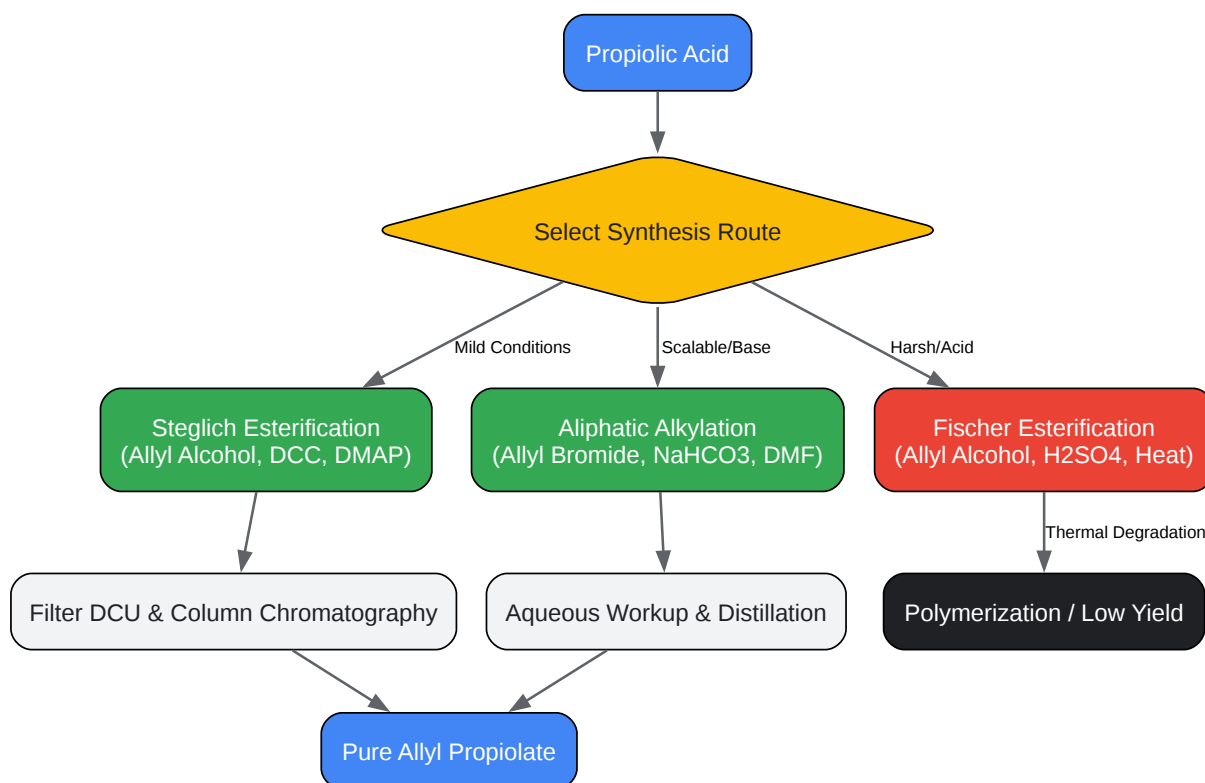 Propiolic Acid
Select Synthesis Route
Mild Conditions
Scalable/Base
Harsh/Acid
Steglich Esterification
(Allyl Alcohol, DCC, DMAP)
Aliphatic Alkylation
(Allyl Bromide, NaHCO3, DMF)
Fischer Esterification
(Allyl Alcohol, H2SO4, Heat)
Thermal Degradation
Filter DCU & Column Chromatography
Aqueous Workup & Distillation
Polymerization / Low Yield
Pure Allyl Propiolate